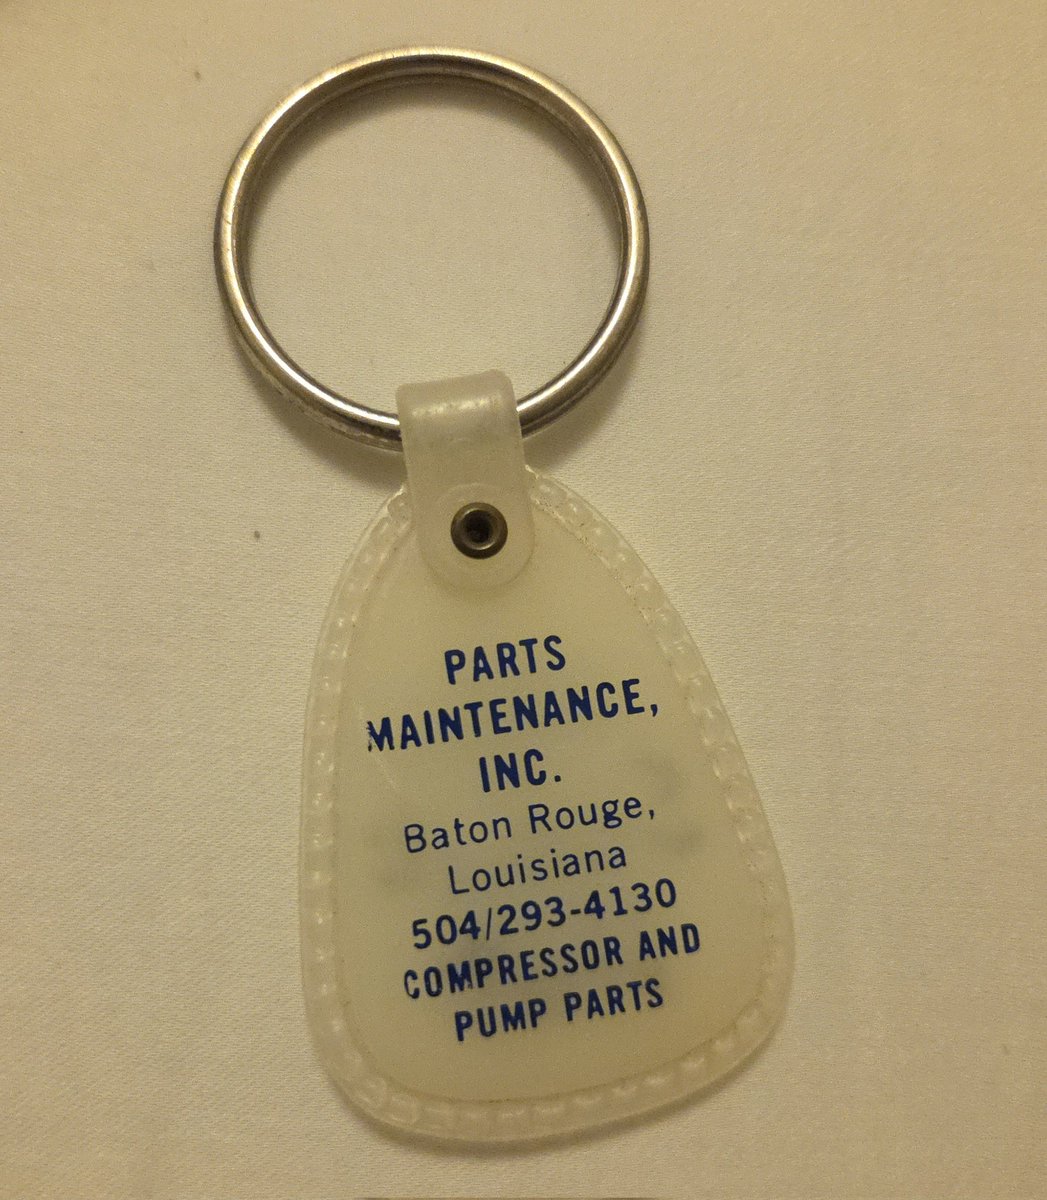 PARTS
MAINTENANCE,
INC.
Baton Rouge,
Louisiana
504/293-4130
COMPRESSOR AND
PUMP PARTS